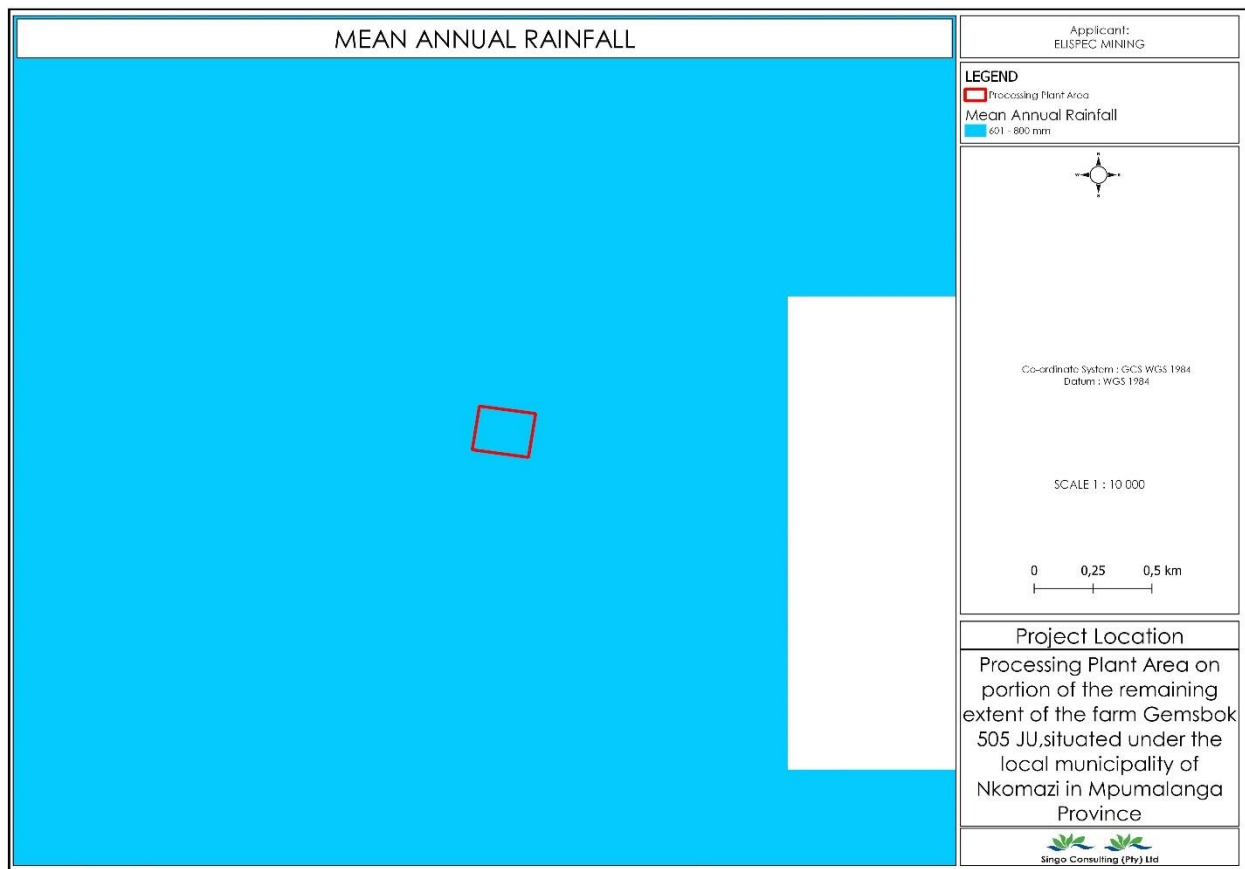 MEAN ANNUAL RAINFALL
Applicant:
ELISPEC MINING
LEGEND
Processing Plant Area
Mean Annual Rainfall
601 - 800 mm
N
W E
S
Co-ordinate System : GCS WGS 1984
Datum : WGS 1984
SCALE 1 : 10 000
0 0,25 0,5 km
Project Location
Processing Plant Area on
portion of the remaining
extent of the farm Gemsbok
505 JU,situated under the
local municipality of
Nkomazi in Mpumalanga
Province
Singo Consulting (Pty) Ltd